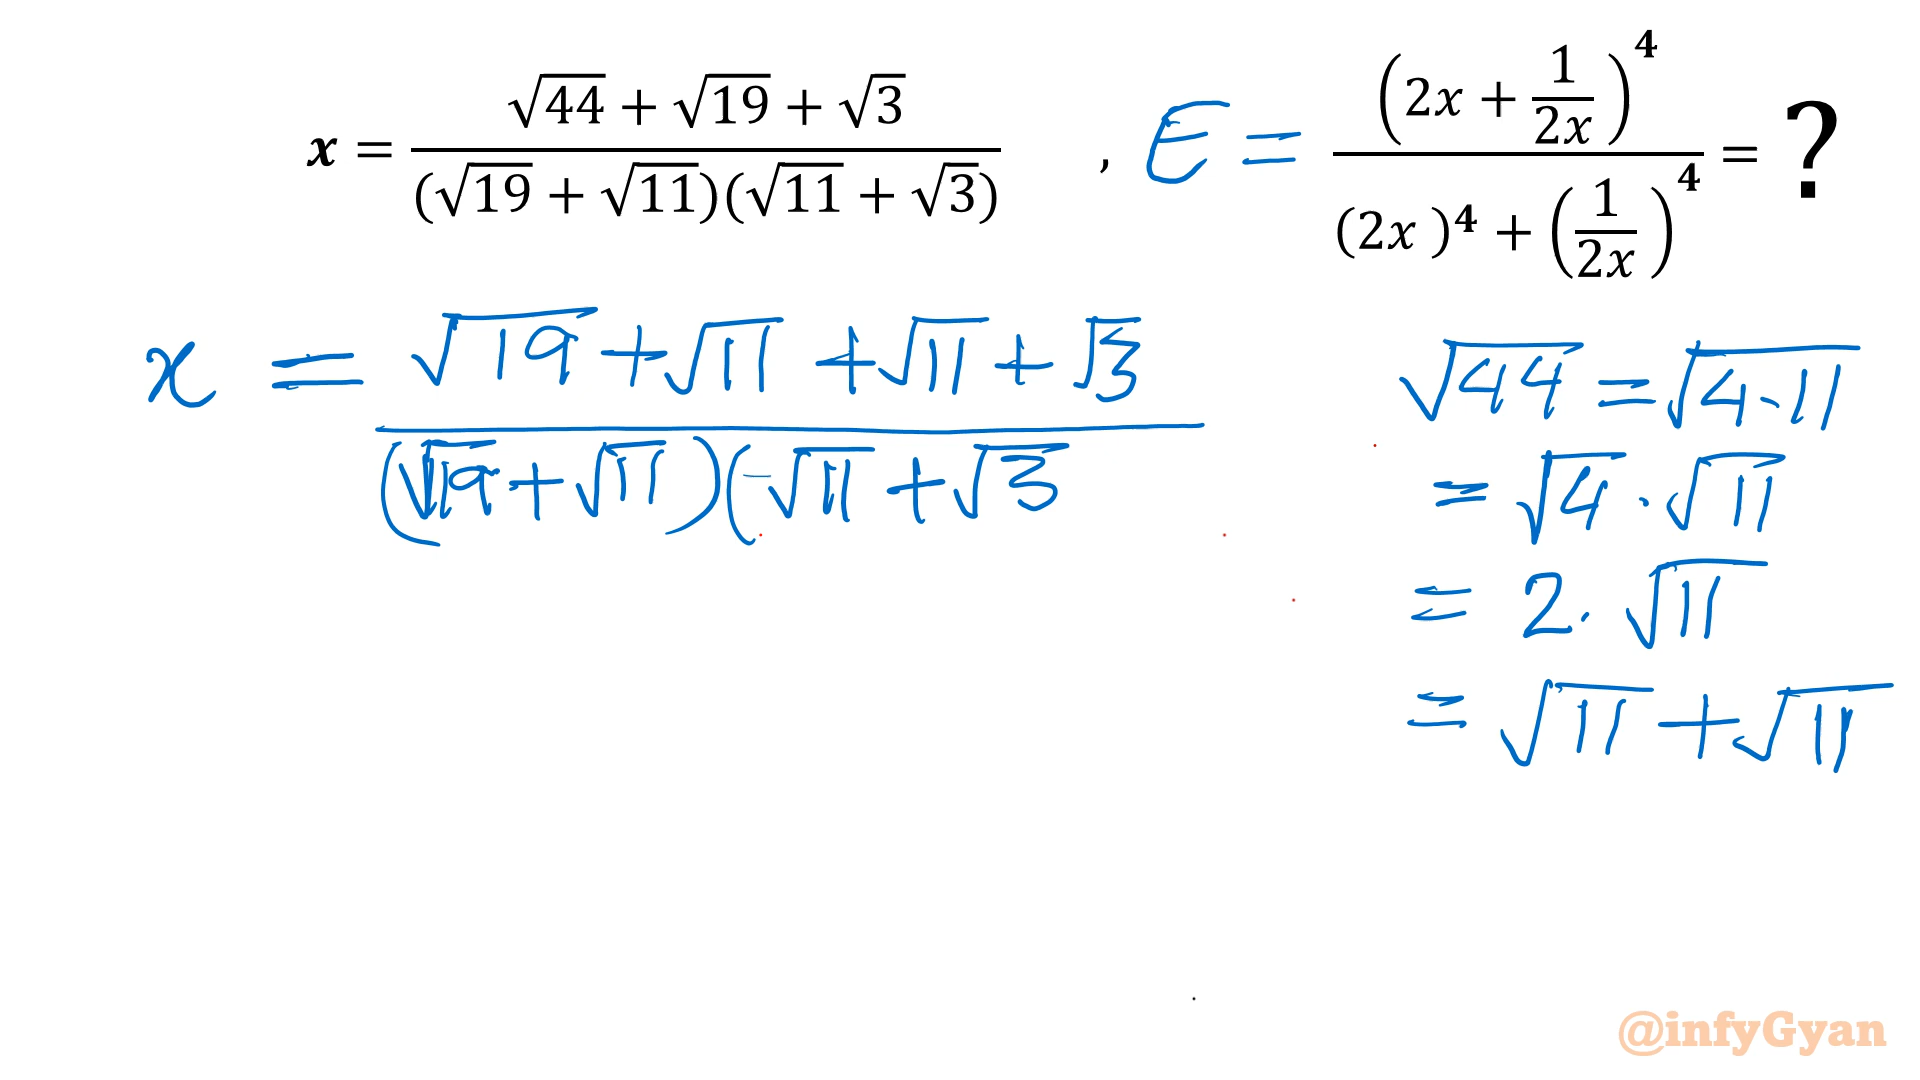 x = (√44 + √19 + √3) / ((√19 + √11)(√11 + √3)) , E = (2x + 1/2x)⁴ / ((2x )⁴ + (1/2x)⁴) = ?
x = (√19 + √11 + √11 + √3) / ((√19 + √11)(√11 + √3
√44 = √4·11
= √4 · √11
= 2 · √11
= √11 + √11
@infyGyan